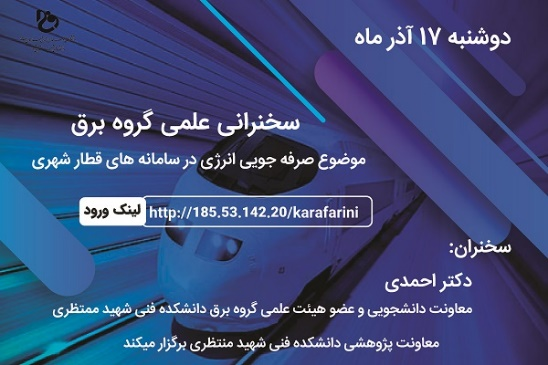 دوشنبه ۱۷ آذر ماه
سخنرانی علمی گروه برق
موضوع صرفه جویی انرژی در سامانه های قطار شهری
لینک ورود http://185.53.142.20/karafarini
سخنران:
دکتر احمدی
معاونت دانشجویی و عضو هیئت علمی گروه برق دانشکده فنی شهید ممتظری
معاونت پژوهشی دانشکده فنی شهید منتظری برگزار میکند